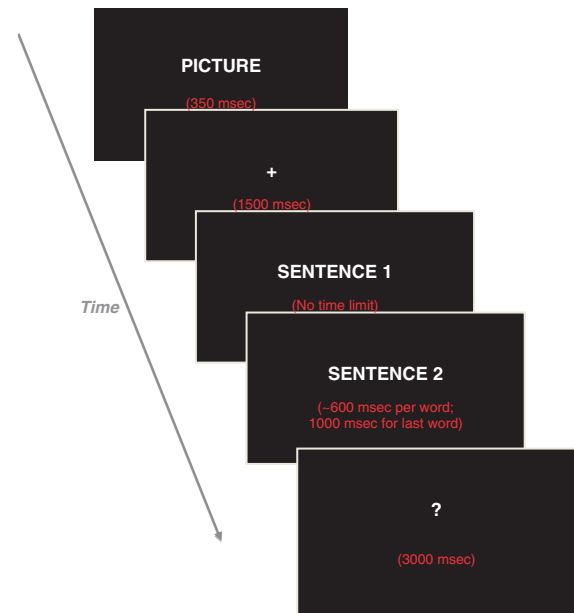 PICTURE
(350 msec)
+
(1500 msec)
SENTENCE 1
(No time limit)
Time
SENTENCE 2
(~600 msec per word;
1000 msec for last word)
?
(3000 msec)